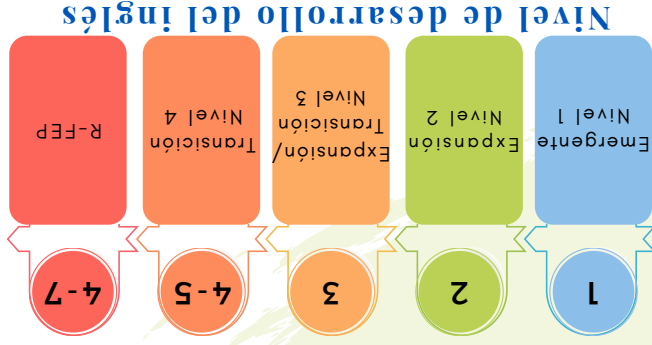 1
2
3
4-5
4-7
Emergente
Nivel 1
Expansión
Nivel 2
Expansión/
Transición
Nivel 3
Transición
Nivel 4
R-FEP
Nivel de desarrollo del inglés